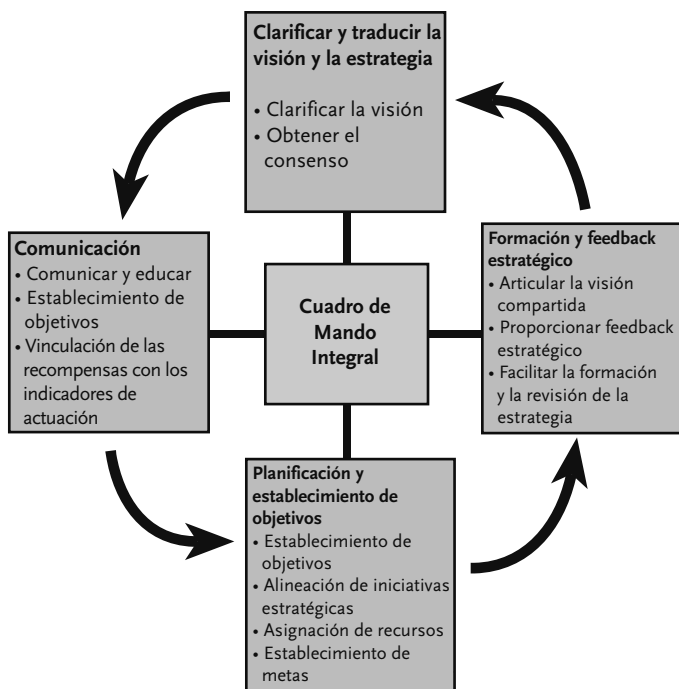 Clarificar y traducir la
visión y la estrategia
• Clarificar la visión
• Obtener el
consenso
Comunicación
• Comunicar y educar
• Establecimiento de
objetivos
• Vinculación de las
recompensas con los
indicadores de
actuación
Cuadro de
Mando
Integral
Formación y feedback
estratégico
• Articular la visión
compartida
• Proporcionar feedback
estratégico
• Facilitar la formación
y la revisión de la
estrategia
Planificación y
establecimiento de
objetivos
• Establecimiento de
objetivos
• Alineación de iniciativas
estratégicas
• Asignación de recursos
• Establecimiento de
metas